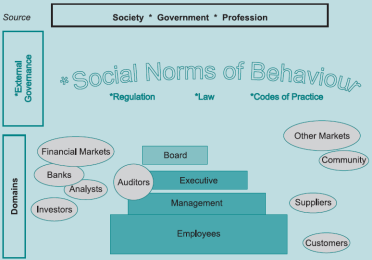 Source
Society * Government * Profession
*External
Governance
*Social Norms of Behaviour
*Regulation *Law *Codes of Practice
Domains
Financial Markets
Banks
Analysts
Investors
Auditors
Board
Executive
Management
Employees
Other Markets
Community
Suppliers
Customers